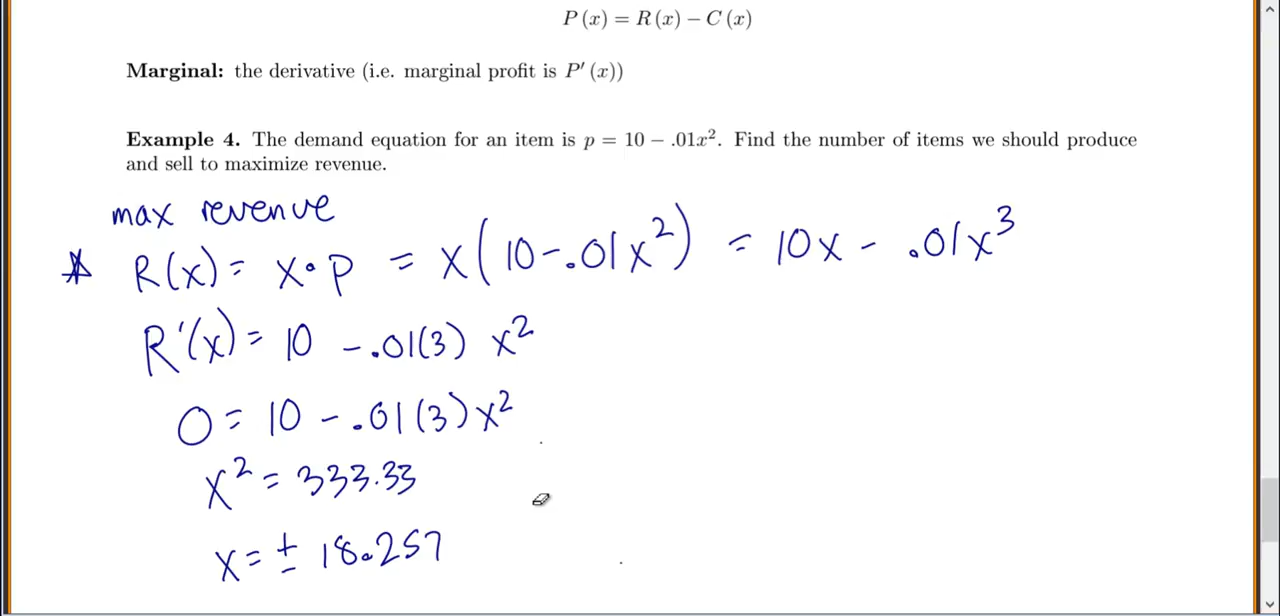 P (x) = R (x) − C (x)
Marginal: the derivative (i.e. marginal profit is P′ (x))
Example 4. The demand equation for an item is p = 10 − .01x². Find the number of items we should produce
and sell to maximize revenue.
max revenue
R(x) = x • p = x(10 - .01x²) = 10x - .01x³
R'(x) = 10 - .01(3) x²
0 = 10 - .01(3)x²
x² = 333.33
x = ± 18.257